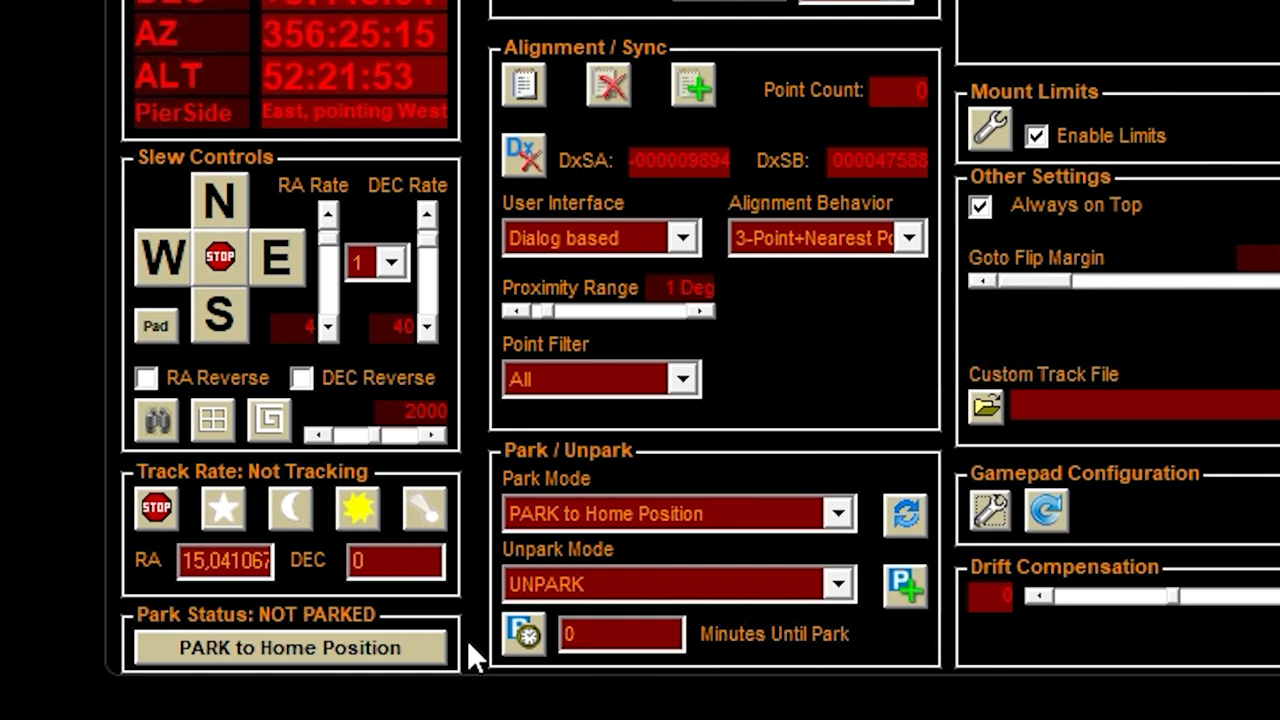 AZ 356:25:15
ALT 52:21:53
PierSide East, pointing West
Slew Controls
RA Rate DEC Rate
N
W STOP E
S
1
Pad
4 40
RA Reverse DEC Reverse
2000
Track Rate: Not Tracking
STOP
RA 15,041067 DEC 0
Park Status: NOT PARKED
PARK to Home Position
Alignment / Sync
Point Count: 0
Dx DxSA: -000009894 DxSB: 000047588
User Interface Alignment Behavior
Dialog based 3-Point+Nearest
Proximity Range 1 Deg
Point Filter
All
Park / Unpark
Park Mode
PARK to Home Position
Unpark Mode
UNPARK
P
P 0 Minutes Until Park
Mount Limits
Enable Limits
Other Settings
Always on Top
Goto Flip Margin
Custom Track File
Gamepad Configuration
Drift Compensation
0